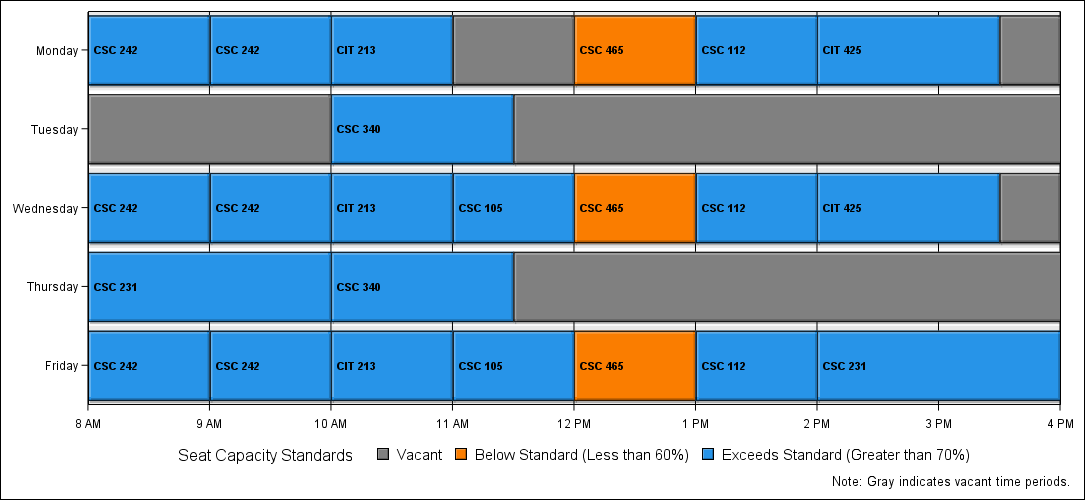 Monday CSC 242 CSC 242 CIT 213 CSC 465 CSC 112 CIT 425
Tuesday CSC 340
Wednesday CSC 242 CSC 242 CIT 213 CSC 105 CSC 465 CSC 112 CIT 425
Thursday CSC 231 CSC 340
Friday CSC 242 CSC 242 CIT 213 CSC 105 CSC 465 CSC 112 CSC 231
8 AM 9 AM 10 AM 11 AM 12 PM 1 PM 2 PM 3 PM 4 PM
Seat Capacity Standards Vacant Below Standard (Less than 60%) Exceeds Standard (Greater than 70%)
Note: Gray indicates vacant time periods.